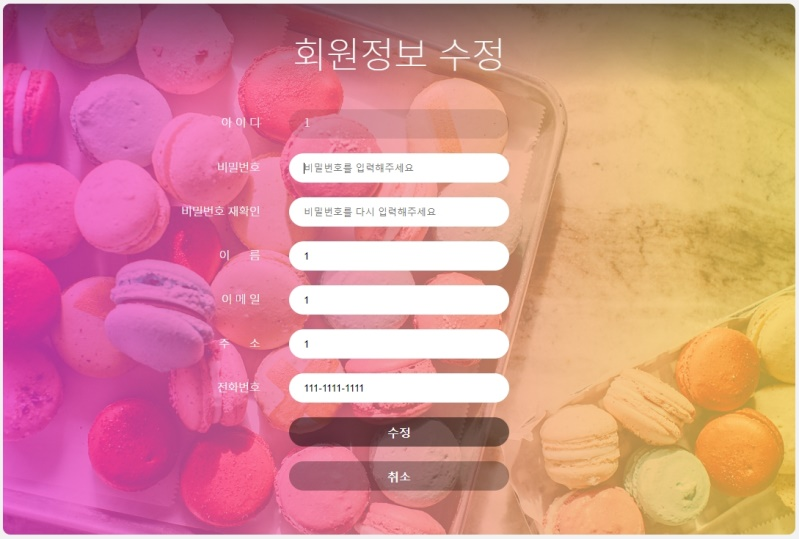 회원정보 수정
아 이 디 1
비밀번호 비밀번호를 입력해주세요
비밀번호 재확인 비밀번호를 다시 입력해주세요
이 름 1
이 메 일 1
주 소 1
전화번호 111-1111-1111
수정
취소